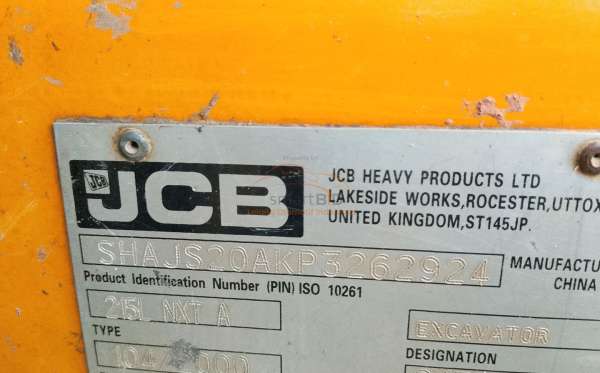 JCB
JCB
JCB HEAVY PRODUCTS LTD
LAKESIDE WORKS,ROCESTER,UTTOX
UNITED KINGDOM,ST145JP.
SHAJS20AKP3262924
Product Identification Number (PIN) ISO 10261
MANUFACTU
CHINA
NXT A
TYPE
EXCAVATOR
DESIGNATION